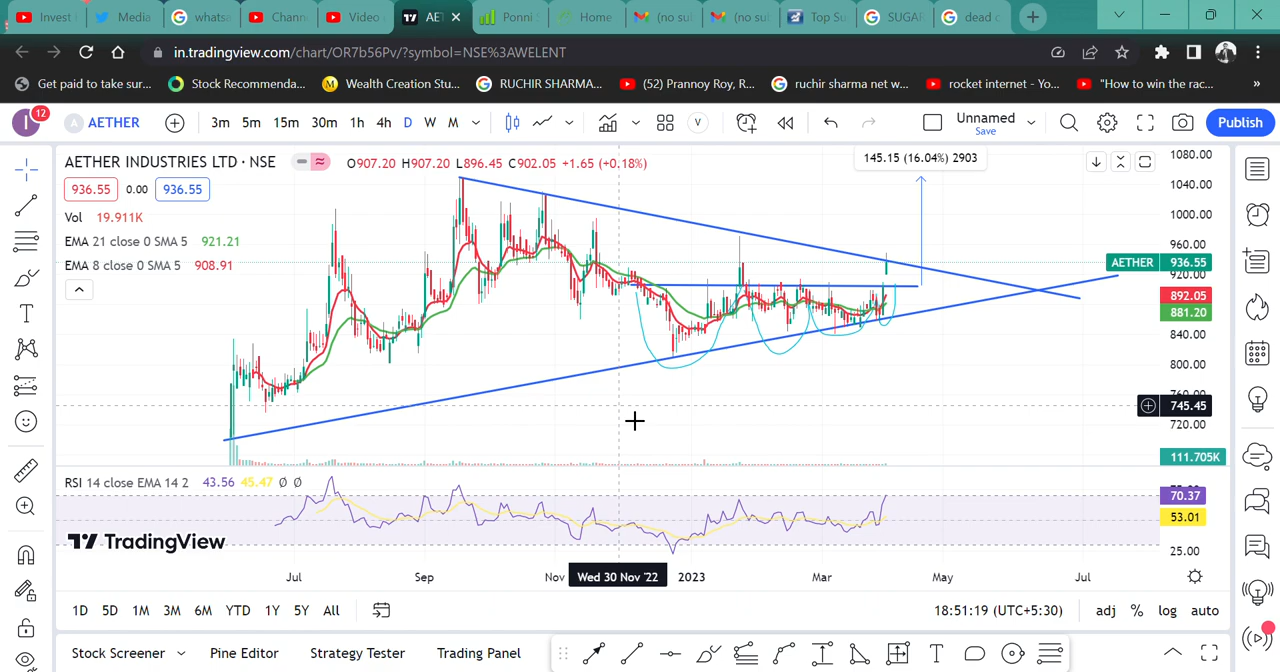 Invest
Media
whatsa
Chann
Video
AE
Ponni
Home
(no sul
(no sul
Top Su
SUGAI
dead c
in.tradingview.com/chart/OR7b56Pv/?symbol=NSE%3AWELENT
Get paid to take sur...
Stock Recommenda...
Wealth Creation Stu...
RUCHIR SHARMA...
(52) Prannoy Roy, R...
ruchir sharma net w...
rocket internet - Yo...
"How to win the rac...
»
I
12
A
AETHER
3m
5m
15m
30m
1h
4h
D
W
M
V
Unnamed
Save
Publish
AETHER INDUSTRIES LTD · NSE
O907.20 H907.20 L896.45 C902.05 +1.65 (+0.18%)
936.55
0.00
936.55
Vol 19.911K
EMA 21 close 0 SMA 5 921.21
EMA 8 close 0 SMA 5 908.91
145.15 (16.04%) 2903
1080.00
1040.00
1000.00
960.00
AETHER 936.55
920.00
892.05
881.20
840.00
800.00
760.00
745.45
720.00
111.705K
RSI 14 close EMA 14 2 43.56 45.47 Ø Ø
70.37
53.01
25.00
TradingView
Jul
Sep
Nov
Wed 30 Nov '22
2023
Mar
May
Jul
1D
5D
1M
3M
6M
YTD
1Y
5Y
All
18:51:19 (UTC+5:30)
adj
%
log
auto
Stock Screener
Pine Editor
Strategy Tester
Trading Panel